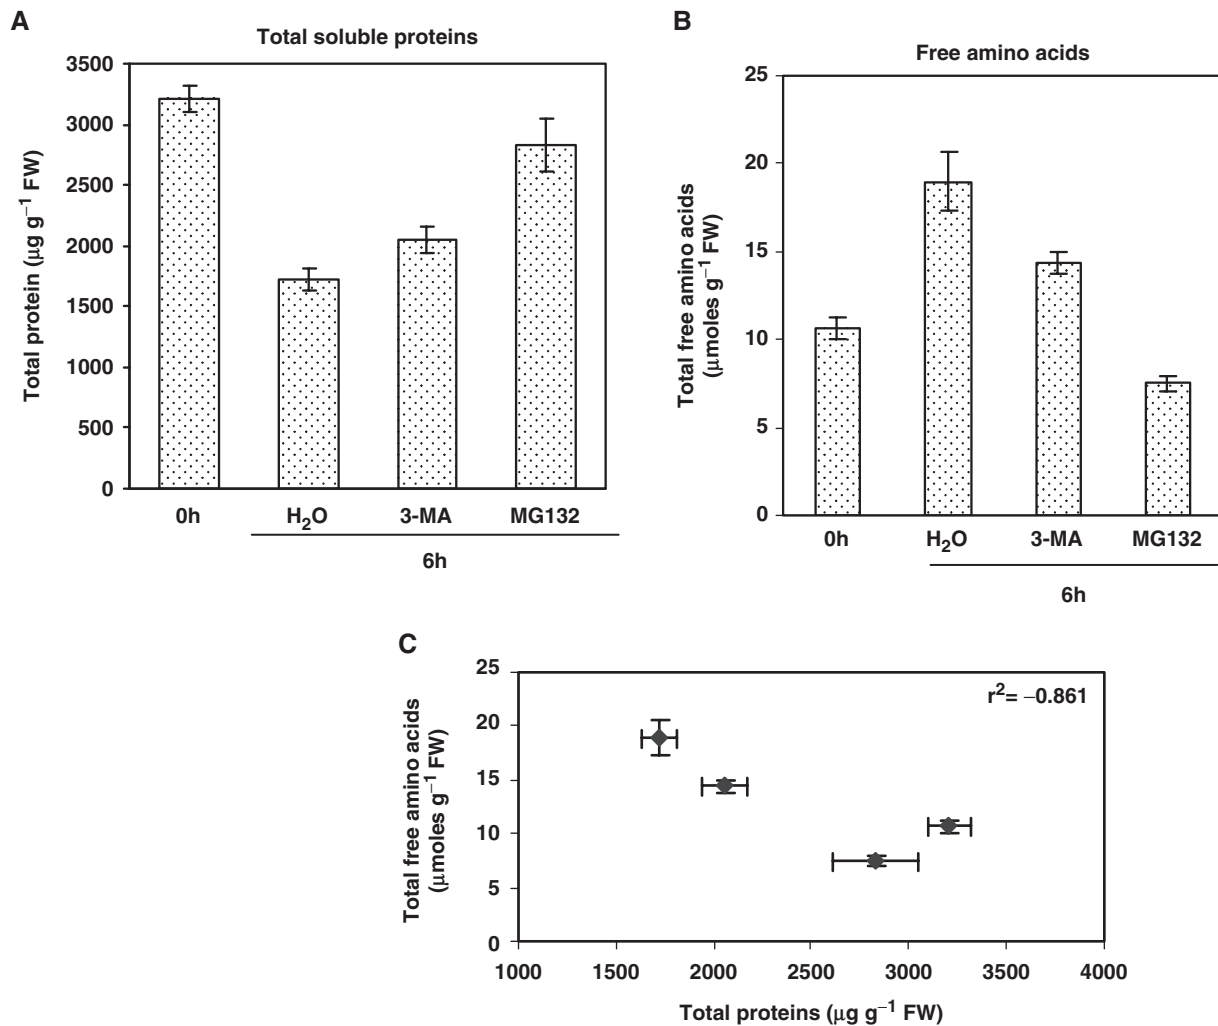 A
Total soluble proteins
3500
3000
2500
2000
1500
1000
500
0
Total protein (μg g⁻¹ FW)
0h
H₂O
3-MA
MG132
6h
B
Free amino acids
25
20
15
10
5
0
Total free amino acids
(μmoles g⁻¹ FW)
0h
H₂O
3-MA
MG132
6h
C
25
20
15
10
5
0
Total free amino acids
(μmoles g⁻¹ FW)
r²= −0.861
1000
1500
2000
2500
3000
3500
4000
Total proteins (μg g⁻¹ FW)